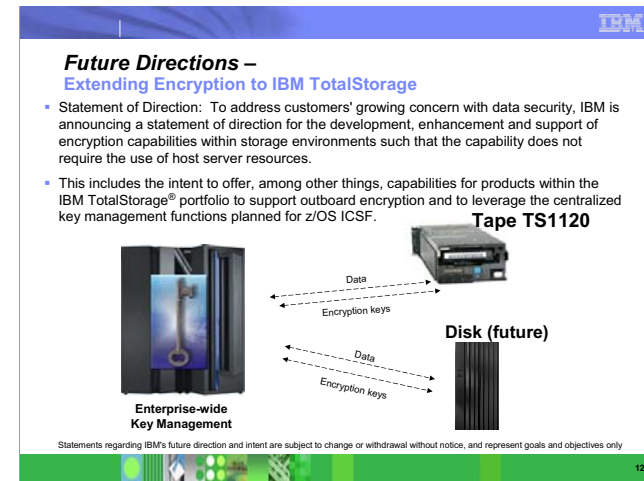 IBM
Future Directions –
Extending Encryption to IBM TotalStorage
▪ Statement of Direction: To address customers' growing concern with data security, IBM is
announcing a statement of direction for the development, enhancement and support of
encryption capabilities within storage environments such that the capability does not
require the use of host server resources.
▪ This includes the intent to offer, among other things, capabilities for products within the
IBM TotalStorage® portfolio to support outboard encryption and to leverage the centralized
key management functions planned for z/OS ICSF.
Tape TS1120
Data
Encryption keys
Disk (future)
Data
Encryption keys
Enterprise-wide
Key Management
Statements regarding IBM's future direction and intent are subject to change or withdrawal without notice, and represent goals and objectives only
12